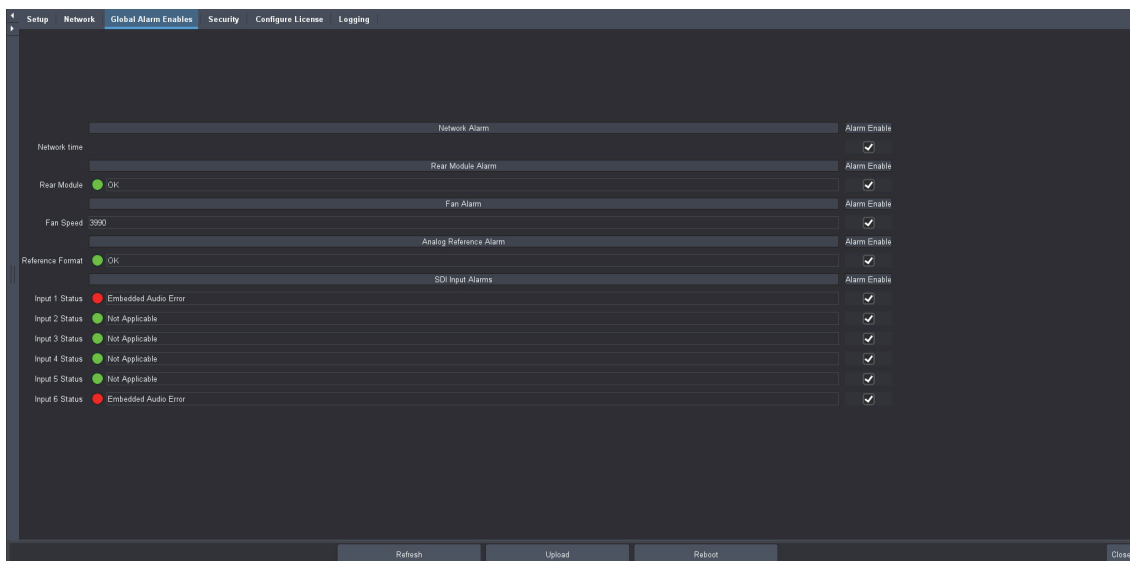 Setup Network Global Alarm Enables Security Configure License Logging
Network Alarm Alarm Enable
Network time
Rear Module Alarm Alarm Enable
Rear Module OK
Fan Alarm Alarm Enable
Fan Speed 3990
Analog Reference Alarm Alarm Enable
Reference Format OK
SDI Input Alarms Alarm Enable
Input 1 Status Embedded Audio Error
Input 2 Status Not Applicable
Input 3 Status Not Applicable
Input 4 Status Not Applicable
Input 5 Status Not Applicable
Input 6 Status Embedded Audio Error
Refresh Upload Reboot Close